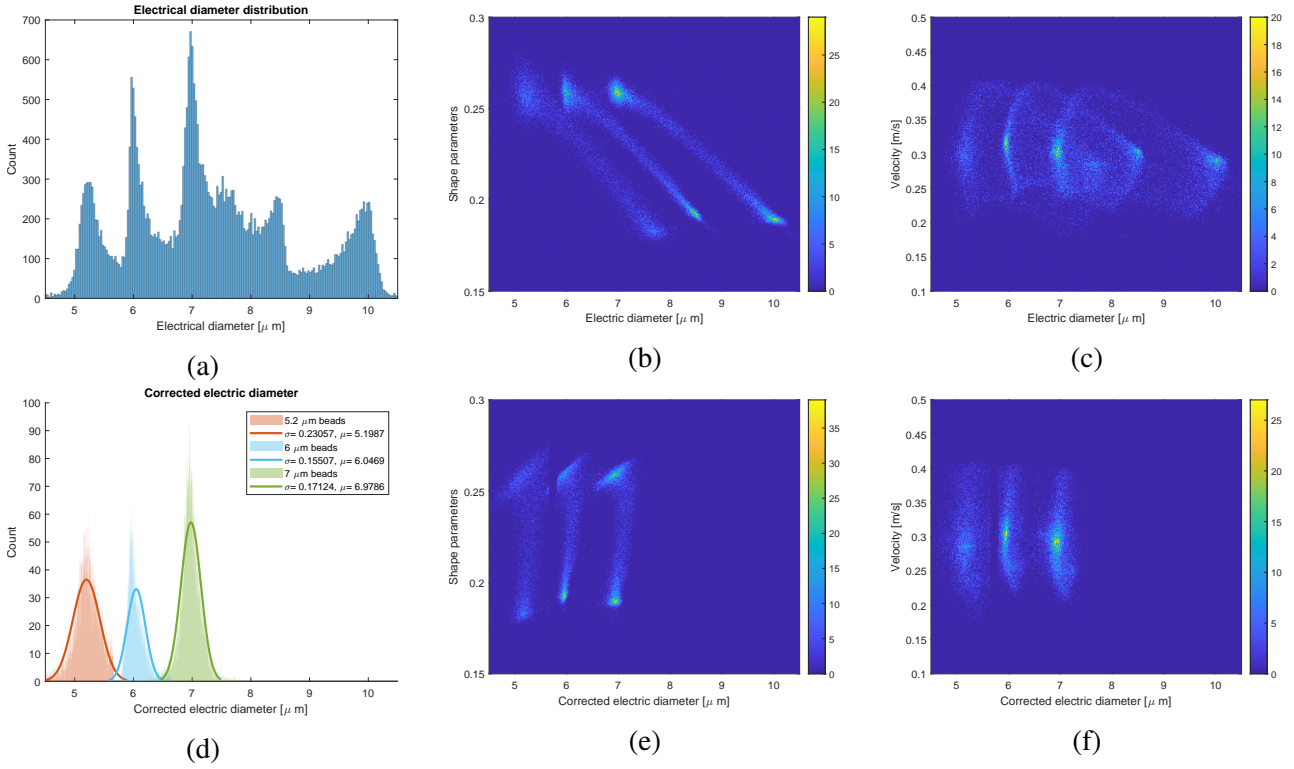 Electrical diameter distribution
700
600
500
400
300
200
100
0
Count
5 6 7 8 9 10
Electrical diameter [μ m]
(a)
0.3
0.25
0.2
0.15
Shape parameters
5 6 7 8 9 10
Electric diameter [μ m]
25
20
15
10
5
0
(b)
0.5
0.45
0.4
0.35
0.3
0.25
0.2
0.15
0.1
Velocity [m/s]
5 6 7 8 9 10
Electric diameter [μ m]
20
18
16
14
12
10
8
6
4
2
0
(c)
Corrected electric diameter
100
90
80
70
60
50
40
30
20
10
0
Count
5.2 μm beads
σ= 0.23057, μ= 5.1987
6 μm beads
σ= 0.15507, μ= 6.0469
7 μm beads
σ= 0.17124, μ= 6.9786
5 6 7 8 9 10
Corrected electric diameter [μ m]
(d)
0.3
0.25
0.2
0.15
Shape parameters
5 6 7 8 9 10
Corrected electric diameter [μ m]
35
30
25
20
15
10
5
0
(e)
0.5
0.45
0.4
0.35
0.3
0.25
0.2
0.15
0.1
Velocity [m/s]
5 6 7 8 9 10
Corrected electric diameter [μ m]
25
20
15
10
5
0
(f)